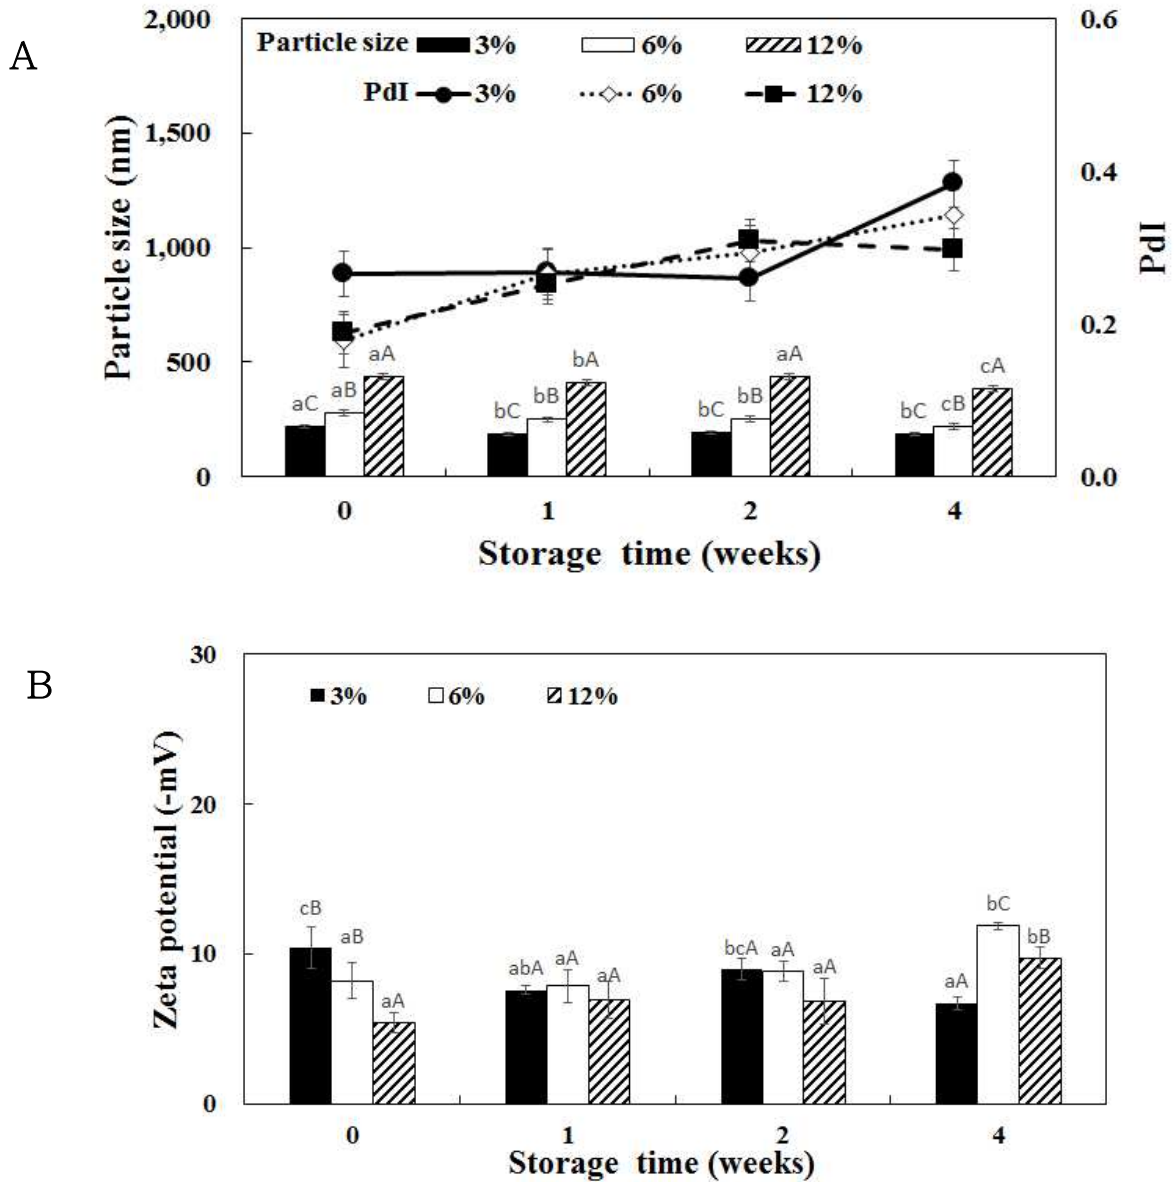 A
2,000
0.6
Particle size 3% 6% 12%
PdI 3% 6% 12%
1,500
0.4
Particle size (nm)
PdI
1,000
0.2
500
aC aB aA
bC bB bA
bC bB aA
bC cB cA
0
0.0
0 1 2 4
Storage time (weeks)
B
30
3% 6% 12%
Zeta potential (-mV)
20
10
cB aB aA
abA aA aA
bcA aA aA
aA bC bB
0
0 1 2 4
Storage time (weeks)